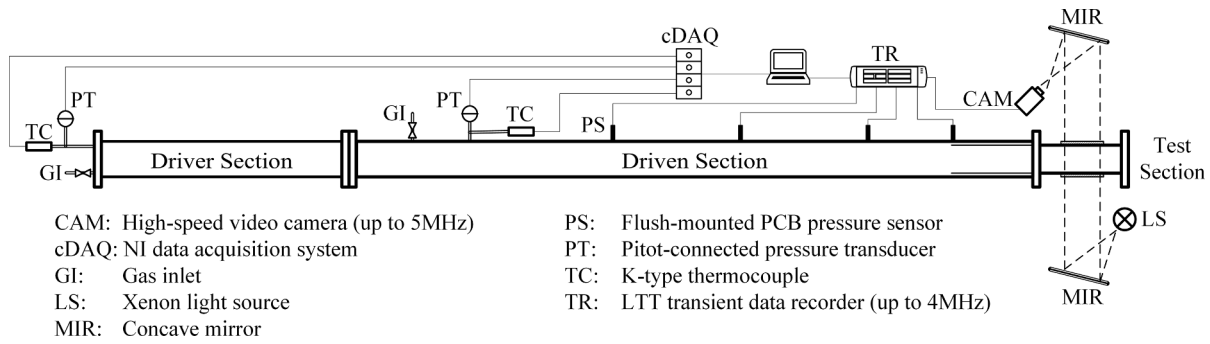 MIR
cDAQ
TR
PT
PT
GI
TC
CAM
TC
PS
Driver Section
Driven Section
Test
Section
GI
LS
MIR
CAM: High-speed video camera (up to 5MHz)
cDAQ: NI data acquisition system
GI: Gas inlet
LS: Xenon light source
MIR: Concave mirror
PS: Flush-mounted PCB pressure sensor
PT: Pitot-connected pressure transducer
TC: K-type thermocouple
TR: LTT transient data recorder (up to 4MHz)